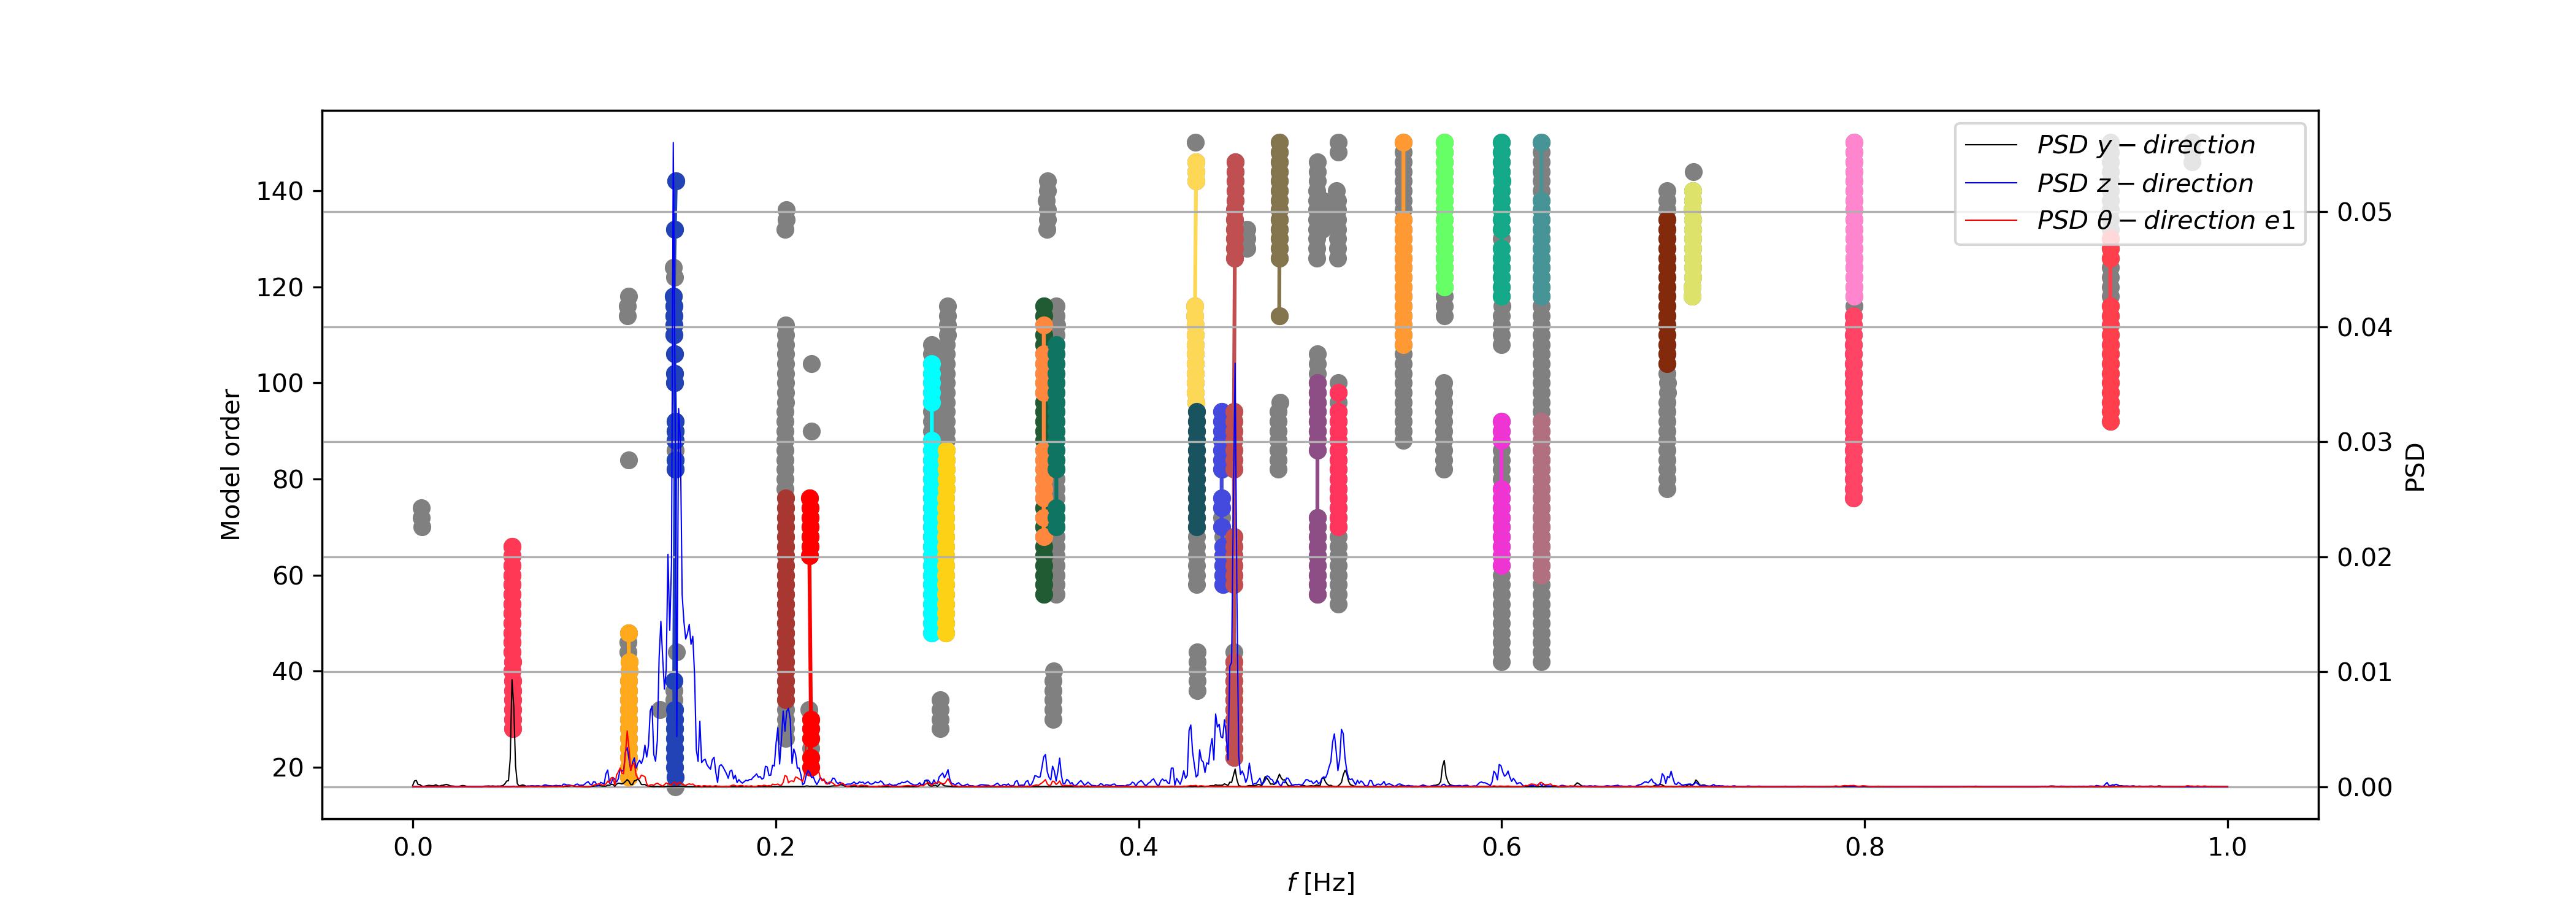 PSD y − direction
PSD z − direction
PSD θ − direction e1
Model order
140
120
100
80
60
40
20
0.05
0.04
0.03
0.02
0.01
0.00
PSD
0.0 0.2 0.4 0.6 0.8 1.0
f [Hz]